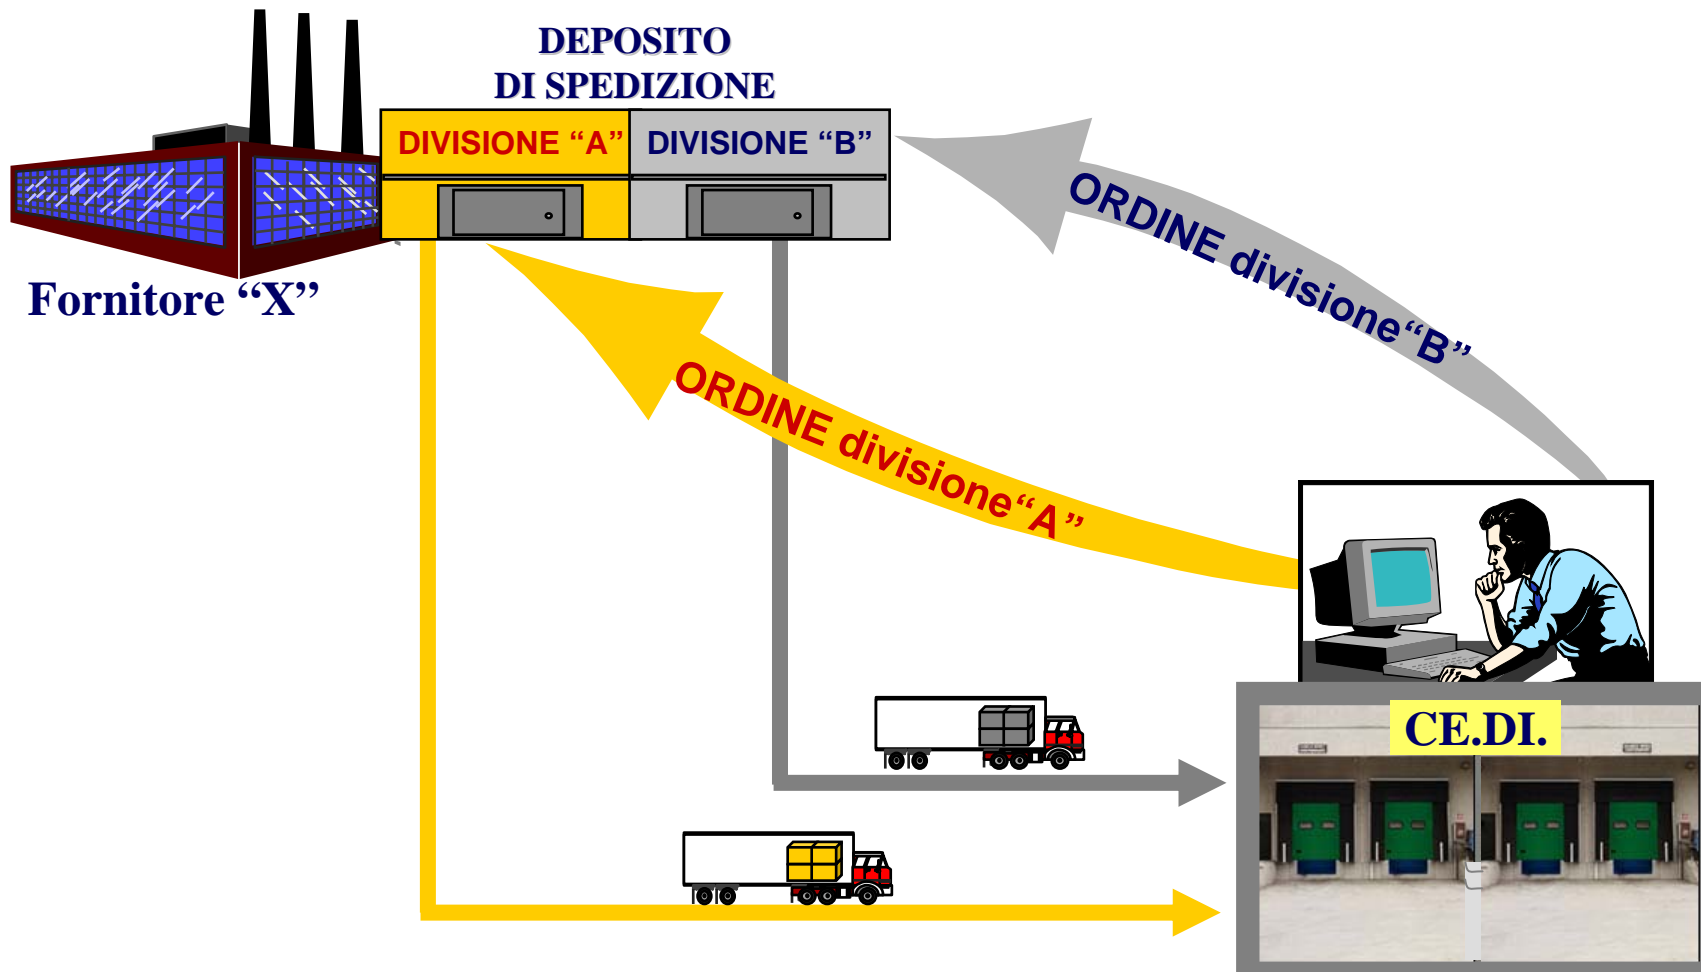 DEPOSITO
DI SPEDIZIONE
DIVISIONE “A”
DIVISIONE “B”
Fornitore “X”
ORDINE divisione“B”
ORDINE divisione“A”
CE.DI.